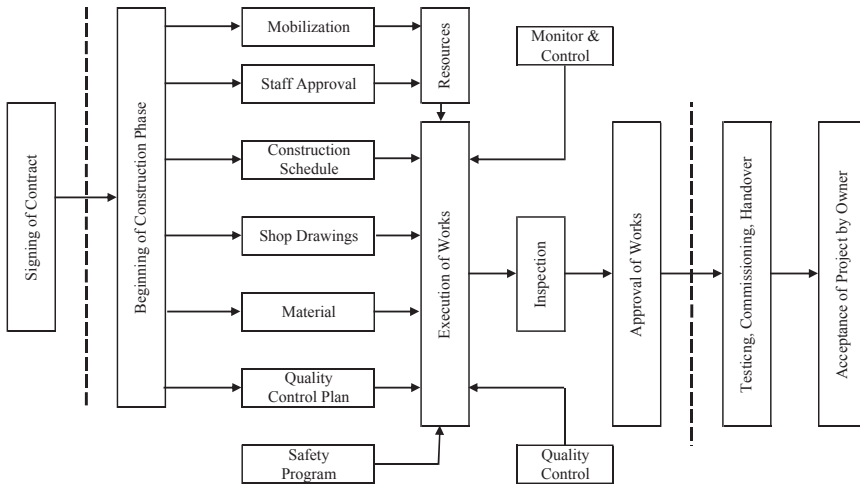 Signing of Contract
Beginning of Construction Phase
Mobilization
Staff Approval
Construction
Schedule
Shop Drawings
Material
Quality
Control Plan
Safety
Program
Resources
Execution of Works
Monitor &
Control
Inspection
Quality
Control
Approval of Works
Testicng, Commissioning, Handover
Acceptance of Project by Owner